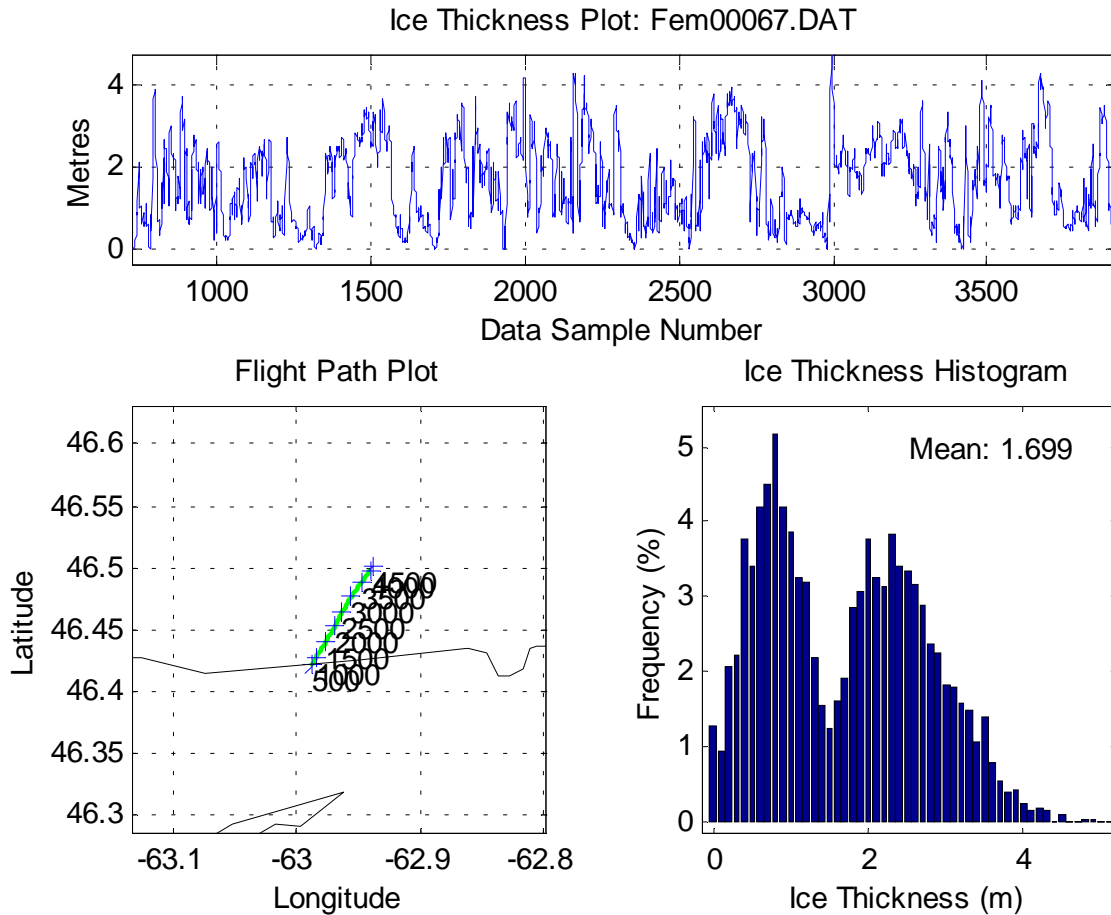 Ice Thickness Plot: Fem00067.DAT
Metres
4
2
0
1000 1500 2000 2500 3000 3500
Data Sample Number
Flight Path Plot
Latitude
46.6
46.55
46.5
46.45
46.4
46.35
46.3
4500
3500
3000
2500
2000
1500
1000
500
-63.1 -63 -62.9 -62.8
Longitude
Ice Thickness Histogram
Mean: 1.699
Frequency (%)
5
4
3
2
1
0
0 2 4
Ice Thickness (m)